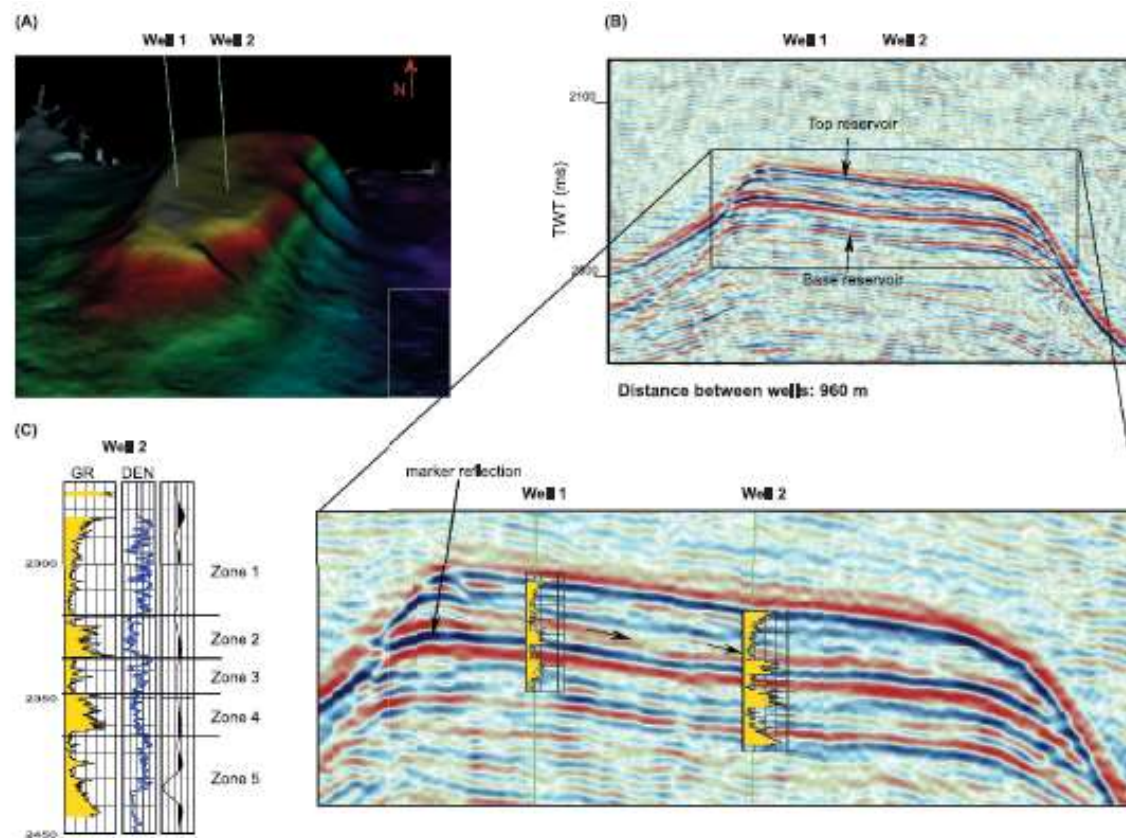 (A)
Well 1 Well 2
N
(B)
Well 1 Well 2
2100
Top reservoir
TWT (ms)
Base reservoir
Distance between wells: 960 m
(C)
Well 2
GR DEN
2300
Zone 1
Zone 2
Zone 3
2350
Zone 4
Zone 5
2450
marker reflection
Well 1 Well 2